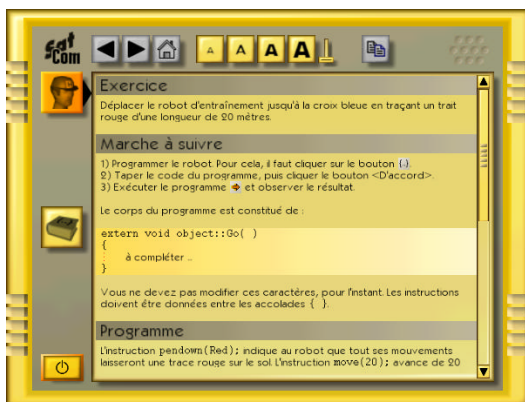 sat
Com
A A A A
Exercice
Déplacer le robot d'entraînement jusqu'à la croix bleue en traçant un trait
rouge d'une longueur de 20 mètres.
Marche à suivre
1) Programmer le robot. Pour cela, il faut cliquer sur le bouton {..}.
2) Taper le code du programme, puis cliquer le bouton <D'accord>.
3) Exécuter le programme et observer le résultat.
Le corps du programme est constitué de :
extern void object::Go( )
{
à compléter ...
}
Vous ne devez pas modifier ces caractères, pour l'instant. Les instructions
doivent être données entre les accolades { }.
Programme
L'instruction pendown(Red); indique au robot que tout ses mouvements
laisseront une trace rouge sur le sol. L'instruction move(20); avance de 20